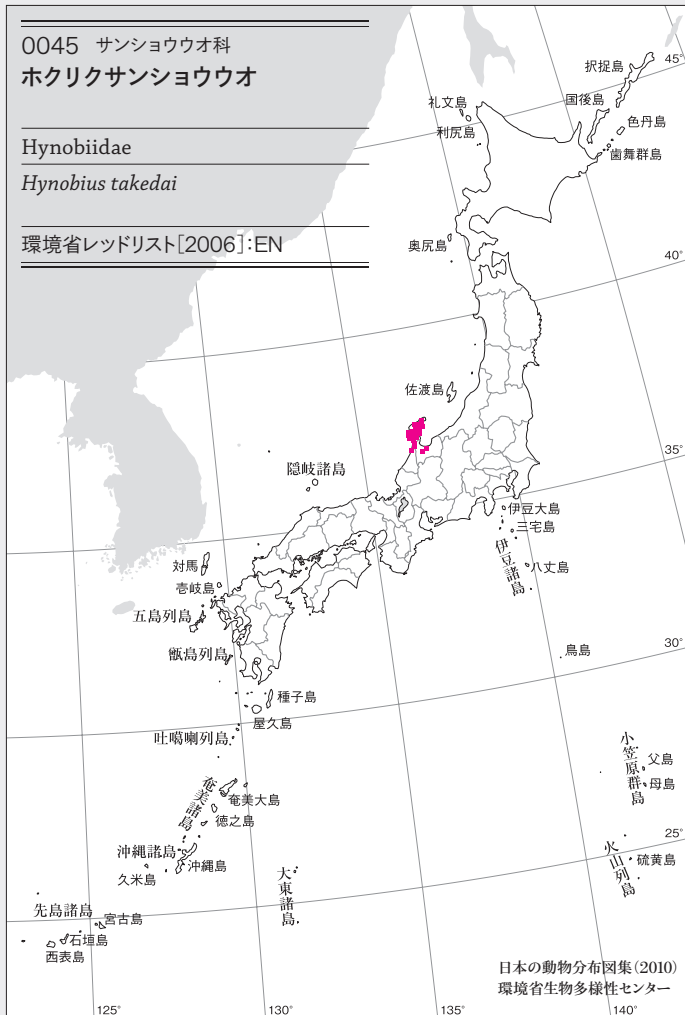 0045 サンショウウオ科
ホクリクサンショウウオ
Hynobiidae
Hynobius takedai
環境省レッドリスト[2006]:EN
択捉島
45°
礼文島
国後島
色丹島
利尻島
歯舞群島
奥尻島
40°
佐渡島
35°
隠岐諸島
伊豆大島
三宅島
伊豆諸島
八丈島
対馬
壱岐島
五島列島
甑島列島
鳥島
30°
種子島
屋久島
吐噶喇列島
小笠原群島
父島
母島
奄美諸島
奄美大島
徳之島
25°
沖縄諸島
沖縄島
久米島
火山列島
硫黄島
大東諸島
先島諸島
宮古島
石垣島
西表島
日本の動物分布図集(2010)
環境省生物多様性センター
125°
130°
135°
140°